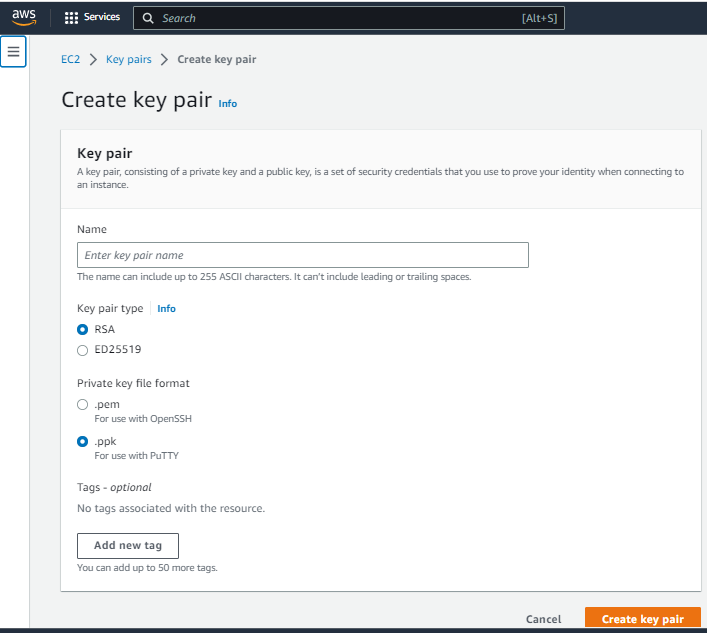 aws Services Search [Alt+S]
EC2 Key pairs Create key pair
Create key pair Info
Key pair
A key pair, consisting of a private key and a public key, is a set of security credentials that you use to prove your identity when connecting to
an instance.
Name
Enter key pair name
The name can include up to 255 ASCII characters. It can't include leading or trailing spaces.
Key pair type Info
RSA
ED25519
Private key file format
.pem
For use with OpenSSH
.ppk
For use with PuTTY
Tags - optional
No tags associated with the resource.
Add new tag
You can add up to 50 more tags.
Cancel Create key pair